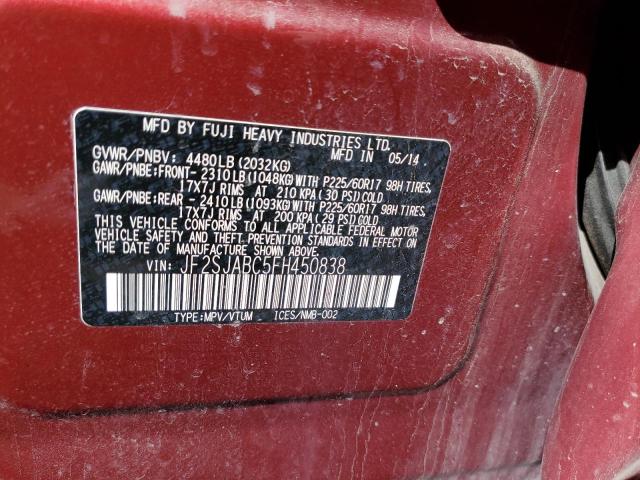 MFD BY FUJI HEAVY INDUSTRIES LTD.
GVWR/PNBV: 4480LB(2032KG) MFD IN 05/14
GAWR/PNBE:FRONT- 2310LB(1048KG)WITH P225/60R17 98H TIRES,
17X7J RIMS AT 210 KPA(30 PSI)COLD
GAWR/PNBE:REAR - 2410LB(1093KG)WITH P225/60R17 98H TIRES,
17X7J RIMS AT 200 KPA(29 PSI)COLD
THIS VEHICLE CONFORMS TO ALL APPLICABLE FEDERAL MOTOR
VEHICLE SAFETY AND THEFT PREVENTION STANDARDS IN EFFECT ON
THE DATE OF MANUFACTURE SHOWN ABOVE.
VIN: JF2SJABC5FH450838
TYPE:MPV/VTUM ICES/NMB-002